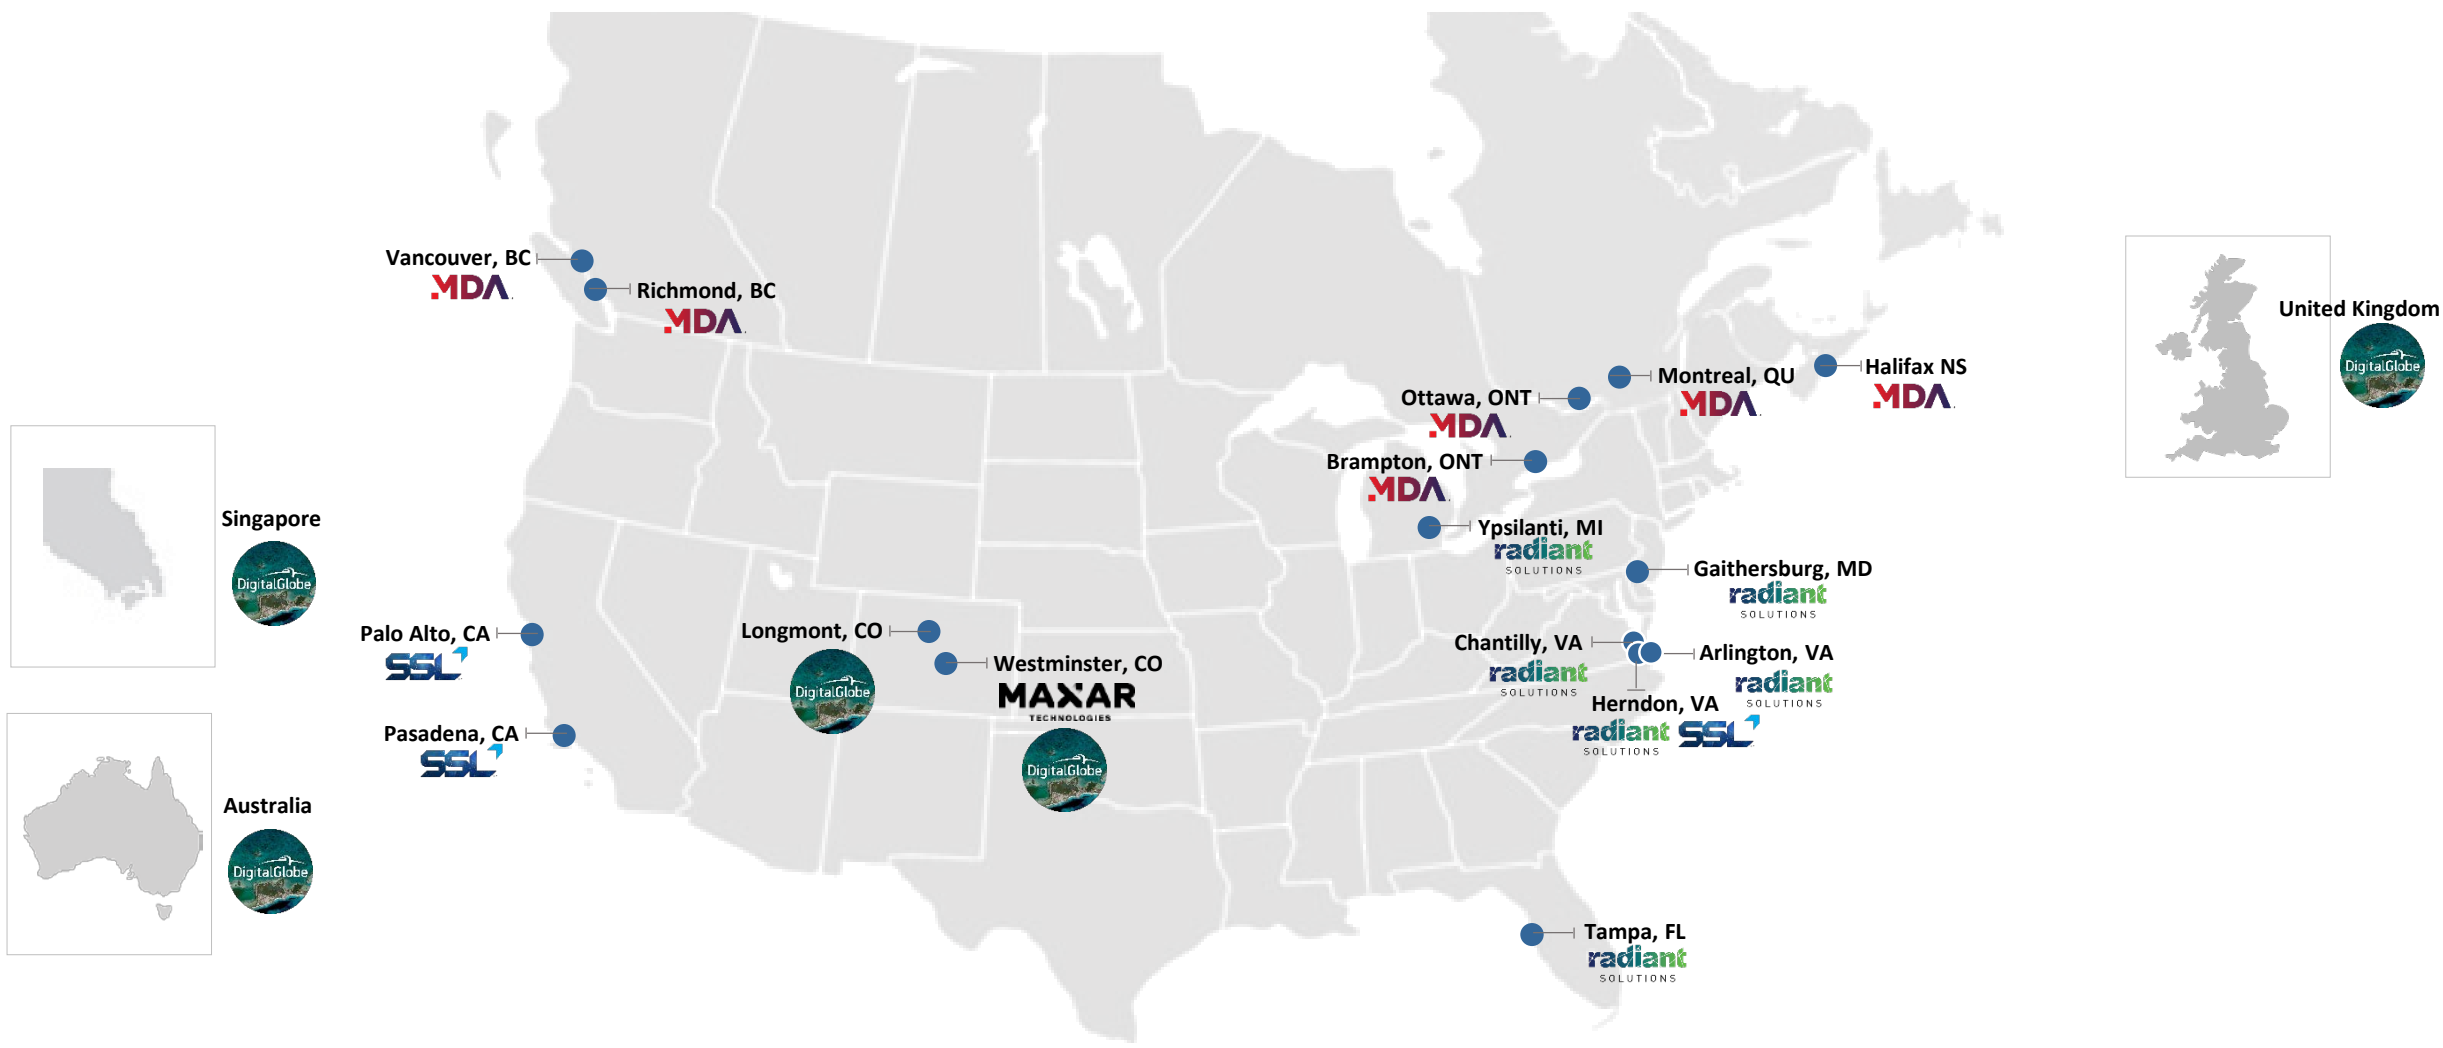 Vancouver, BC
MDA.
Richmond, BC
MDA.
Halifax NS
MDA.
Montreal, QU
MDA.
Ottawa, ONT
MDA.
Brampton, ONT
MDA.
Ypsilanti, MI
radiant
SOLUTIONS
Gaithersburg, MD
radiant
SOLUTIONS
Chantilly, VA
radiant
SOLUTIONS
Arlington, VA
radiant
SOLUTIONS
Herndon, VA
radiant
SOLUTIONS
SSL
Tampa, FL
radiant
SOLUTIONS
Longmont, CO
DigitalGlobe
Westminster, CO
MAXAR
TECHNOLOGIES
DigitalGlobe
Palo Alto, CA
SSL
Pasadena, CA
SSL
Singapore
DigitalGlobe
Australia
DigitalGlobe
United Kingdom
DigitalGlobe